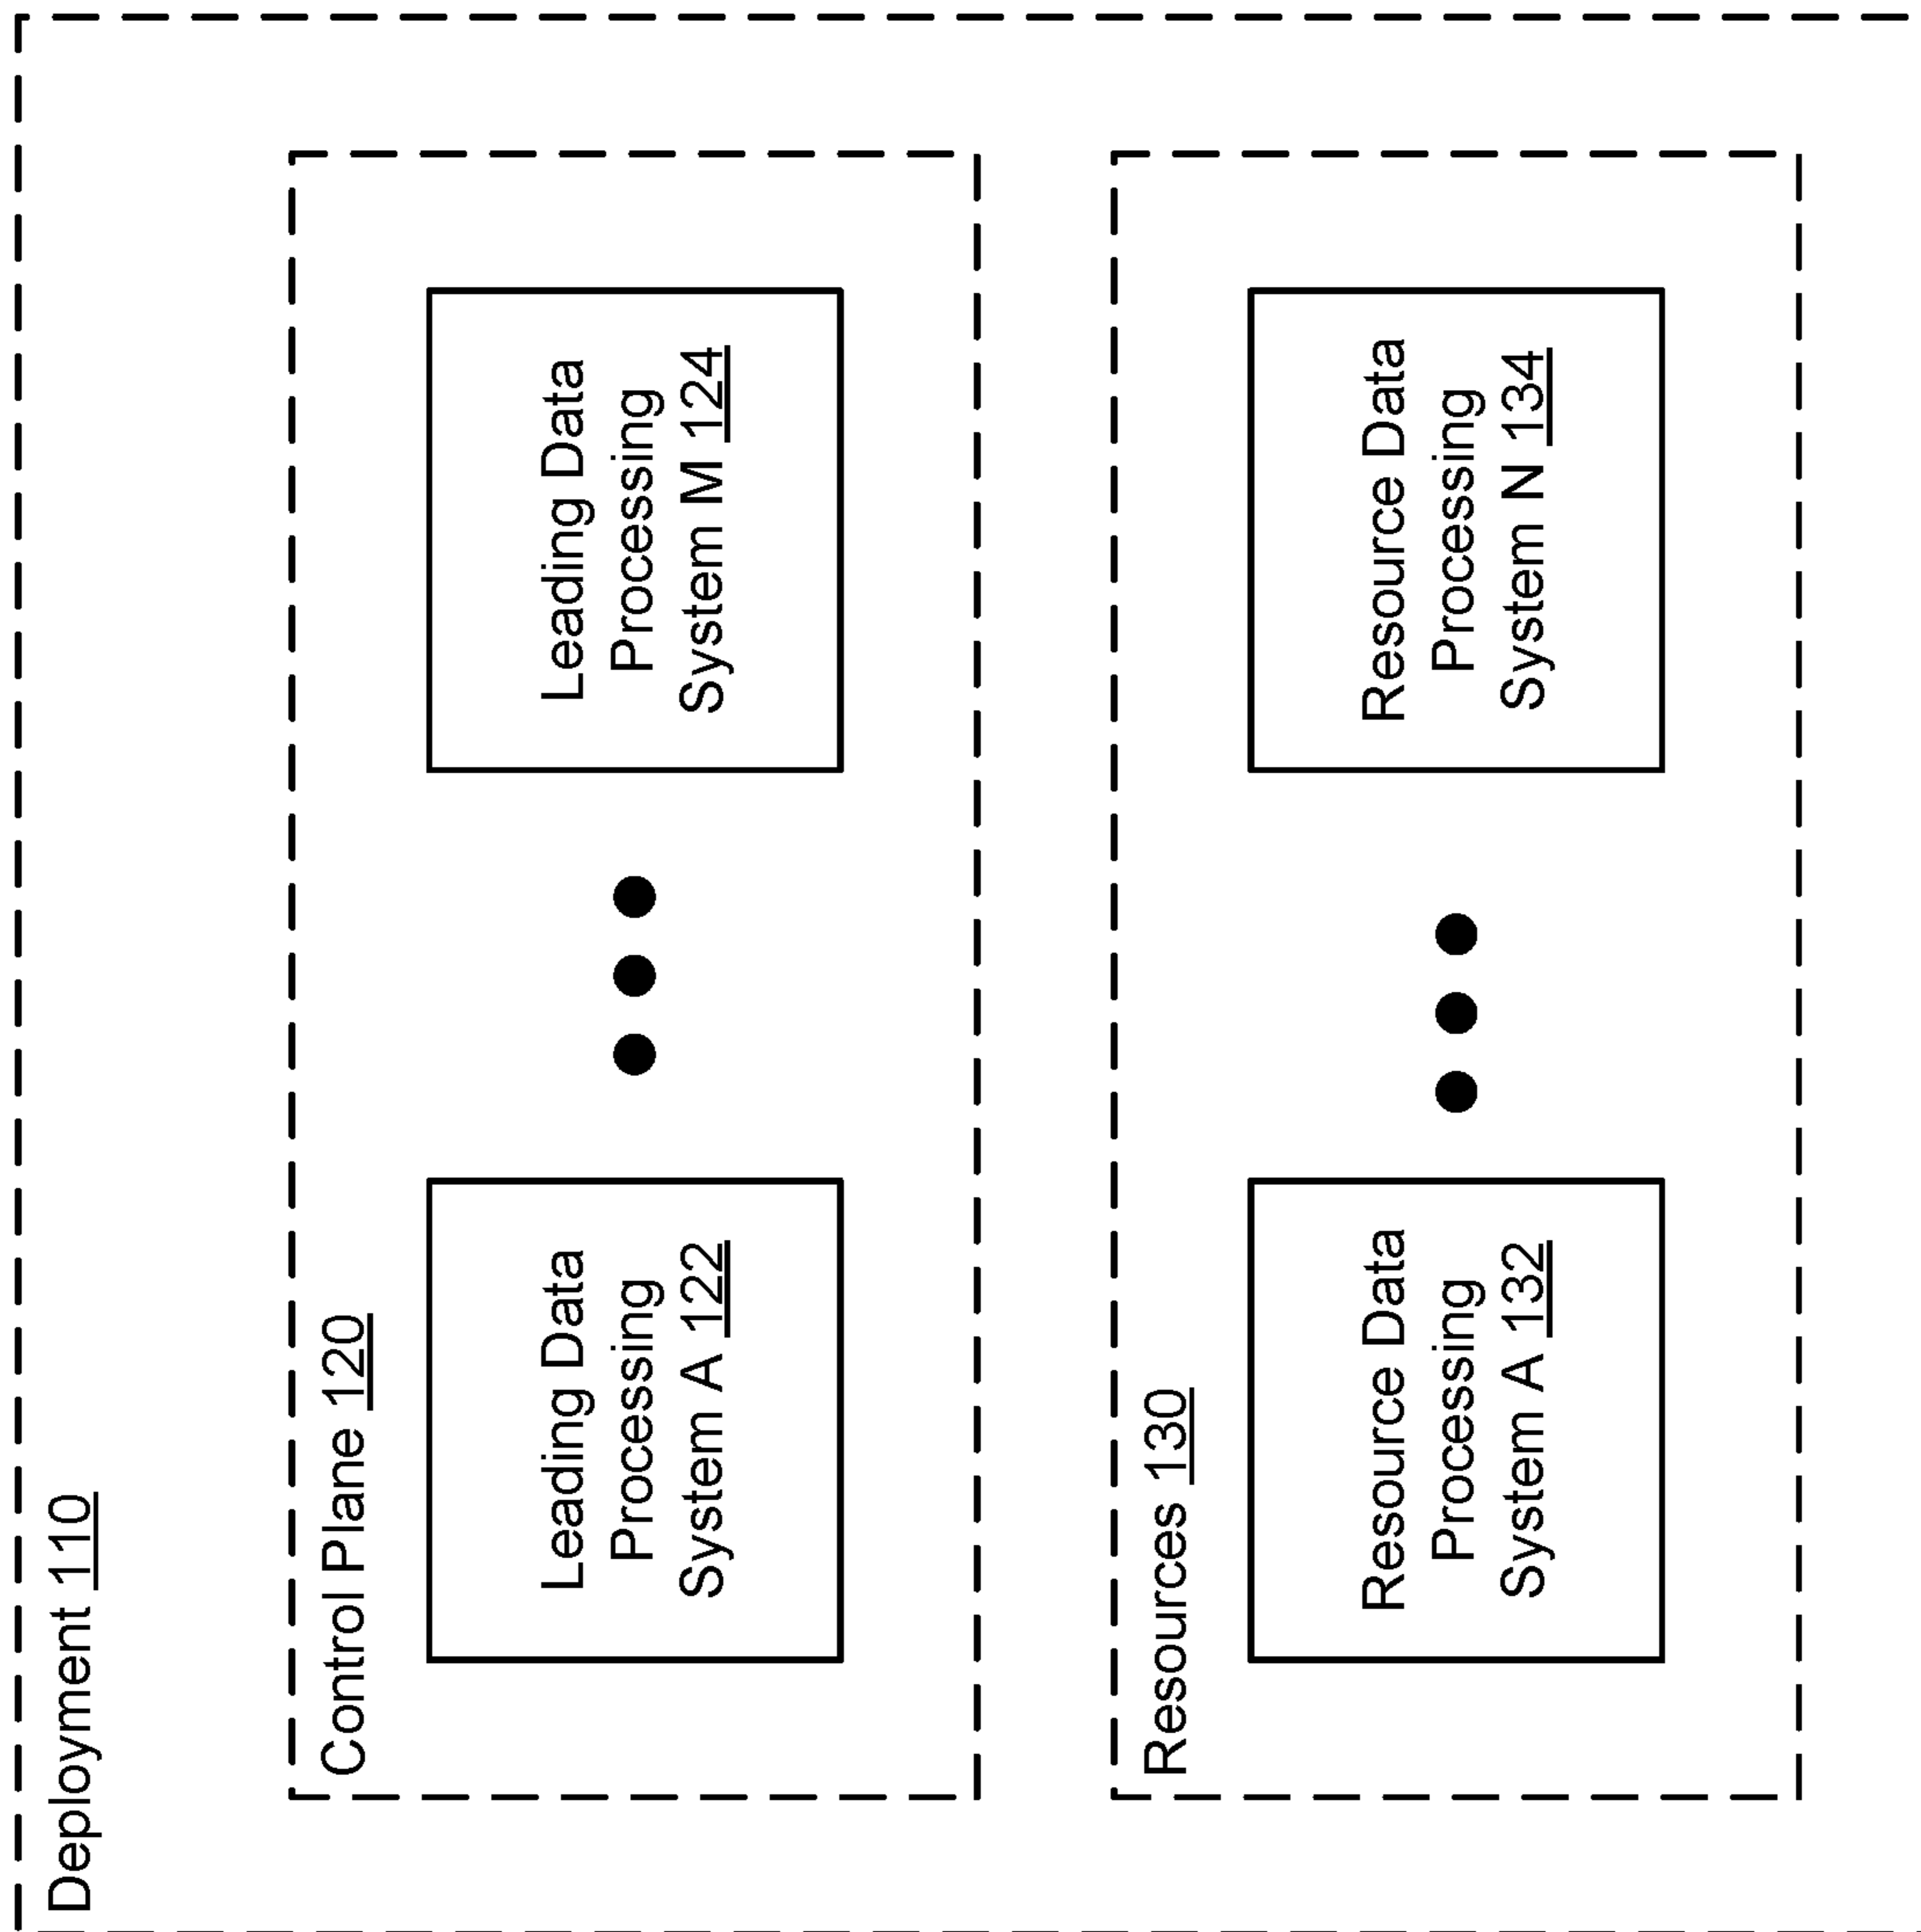 Deployment 110
Control Plane 120
Leading Data
Processing
System A 122
Leading Data
Processing
System M 124
Resources 130
Resource Data
Processing
System A 132
Resource Data
Processing
System N 134